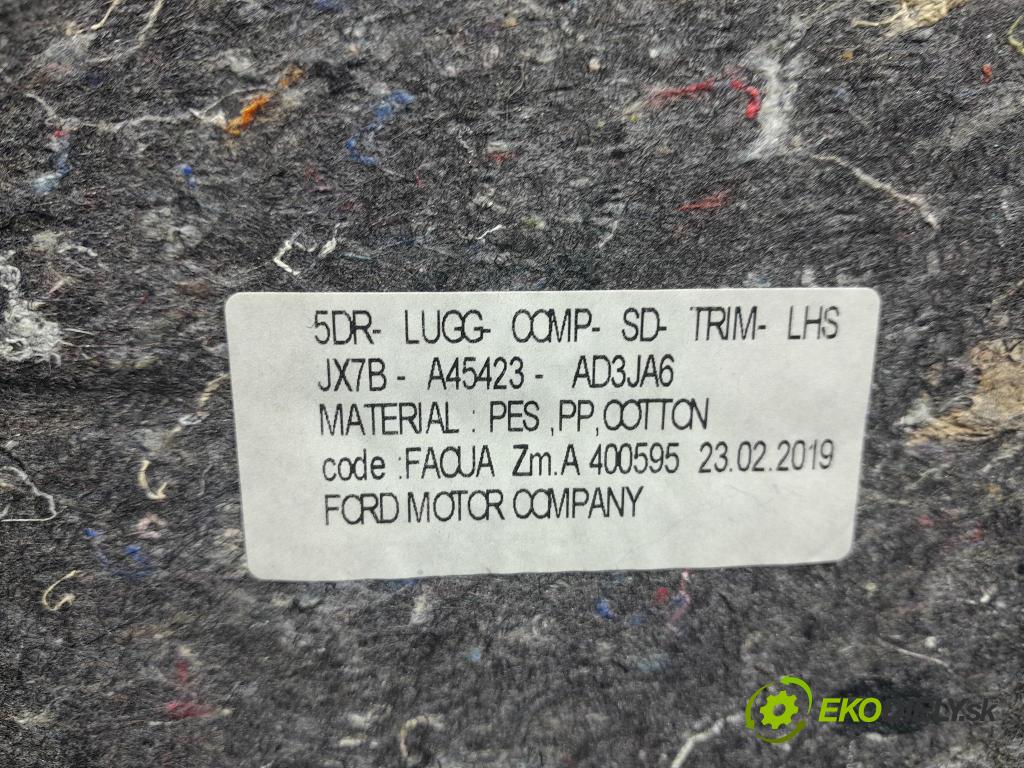 5DR- LUGG- COMP- SD- TRIM- LHS
JX7B - A45423 - AD3JA6
MATERIAL : PES ,PP,COTTON
code :FACUA Zm.A 400595 23.02.2019
FORD MOTOR COMPANY